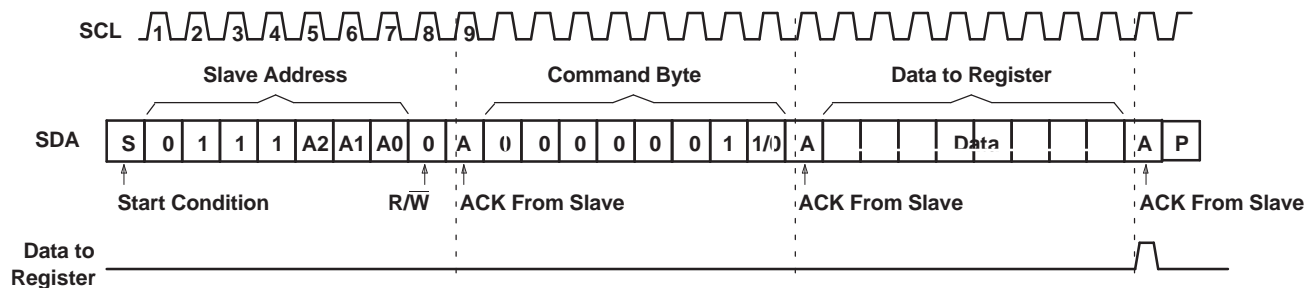 SCL 1 2 3 4 5 6 7 8 9
Slave Address Command Byte Data to Register
SDA S 0 1 1 1 A2 A1 A0 0 A 0 0 0 0 0 0 1 1/0 A Data A P
Start Condition R/W̅ ACK From Slave ACK From Slave ACK From Slave
Data to
Register